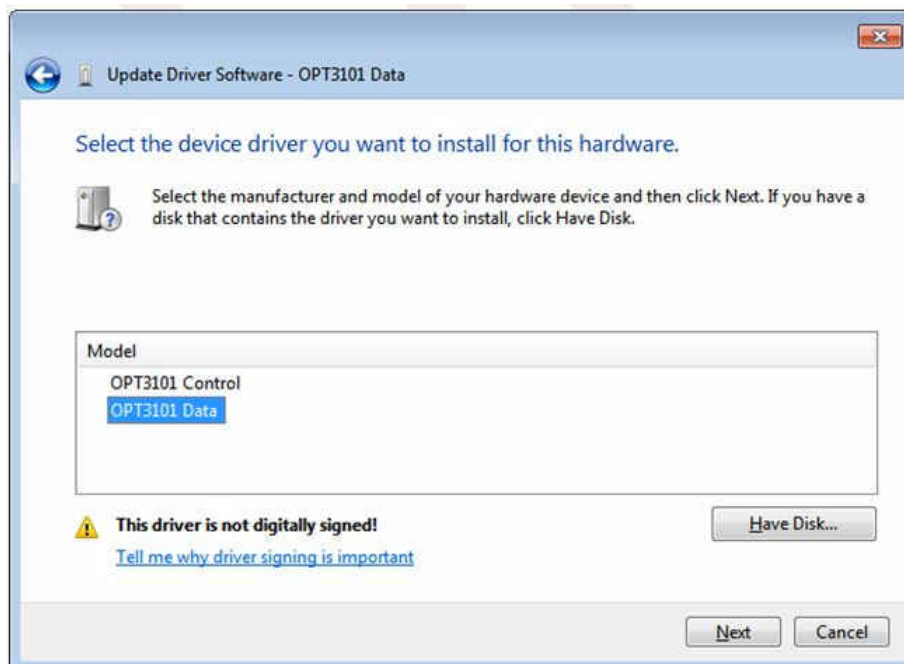 Update Driver Software - OPT3101 Data
Select the device driver you want to install for this hardware.
Select the manufacturer and model of your hardware device and then click Next. If you have a
disk that contains the driver you want to install, click Have Disk.
Model
OPT3101 Control
OPT3101 Data
This driver is not digitally signed!
Have Disk...
Tell me why driver signing is important
Next
Cancel